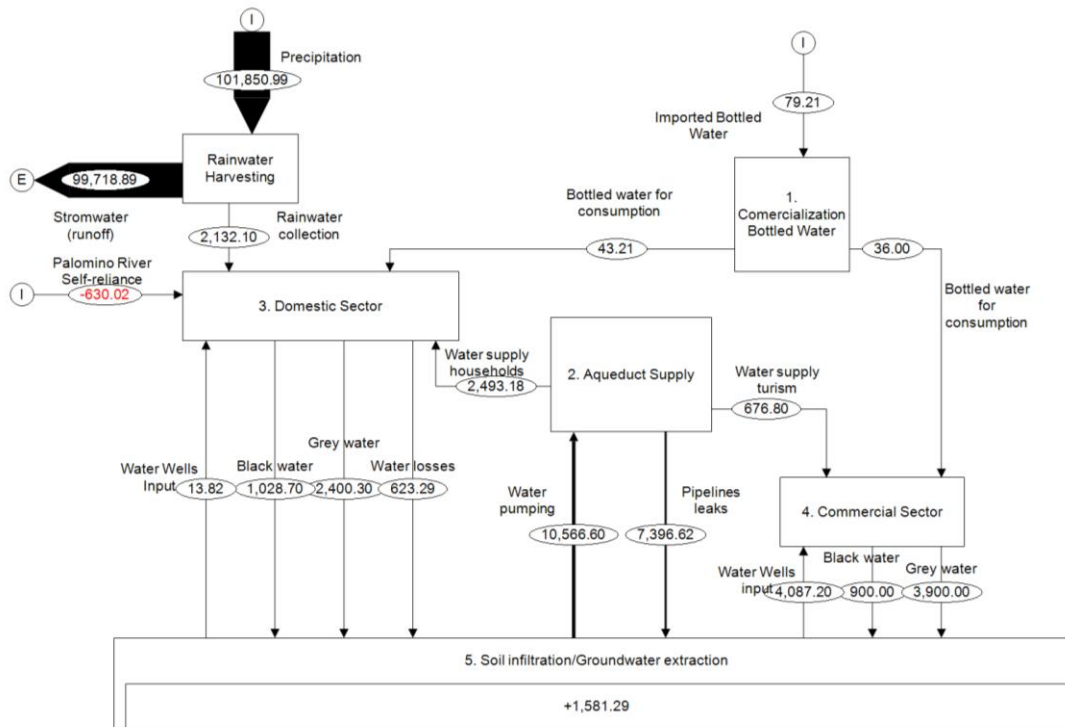 I
Precipitation
101,850.99
I
79.21
Imported Bottled
Water
Rainwater
Harvesting
E
99,718.89
Stromwater
(runoff)
2,132.10
Rainwater
collection
Bottled water for
consumption
43.21
1.
Comercialization
Bottled Water
36.00
Palomino River
Self-reliance
I
-630.02
3. Domestic Sector
Bottled water
for
consumption
Water supply
households
2,493.18
2. Aqueduct Supply
Water supply
turism
676.80
Water Wells
Input
13.82
Black water
1,028.70
Grey water
2,400.30
Water losses
623.29
Water
pumping
10,566.60
Pipelines
leaks
7,396.62
4. Commercial Sector
Water Wells
input
4,087.20
Black water
900.00
Grey water
3,900.00
5. Soil infiltration/Groundwater extraction
+1,581.29